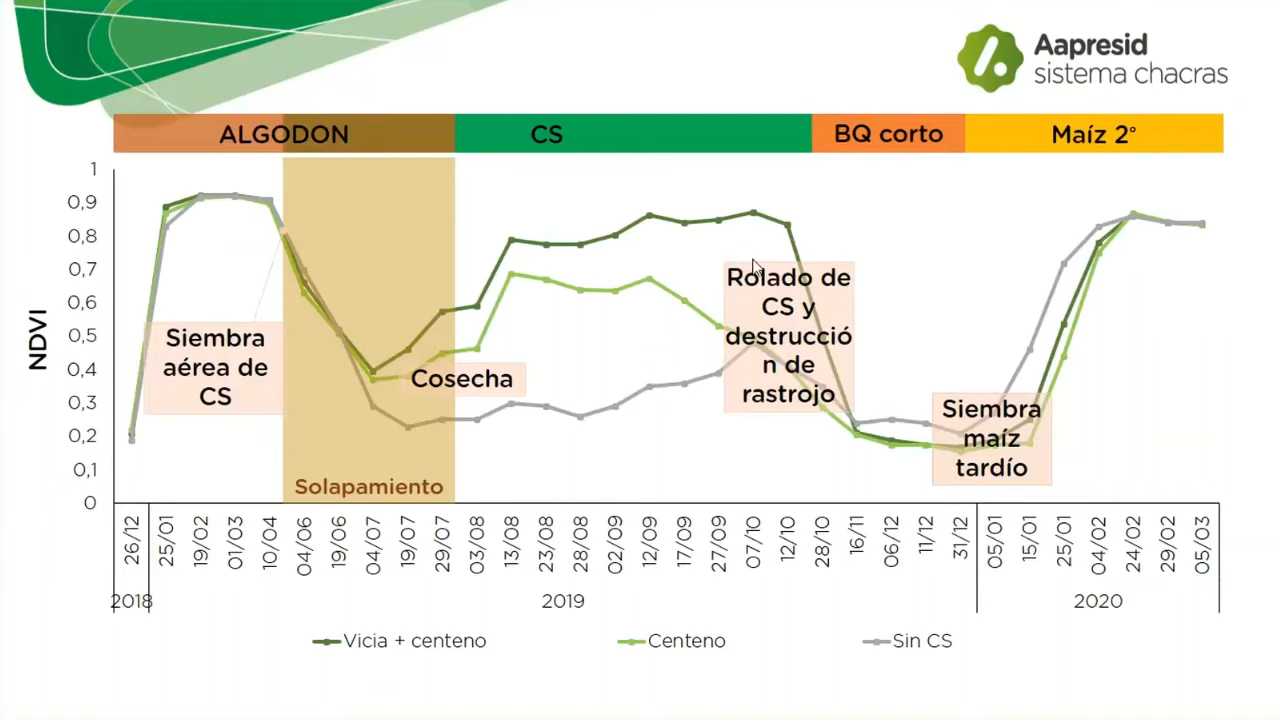 Aapresid
sistema chacras
ALGODON
CS
BQ corto
Maíz 2°
NDVI
1
0,9
0,8
0,7
0,6
0,5
0,4
0,3
0,2
0,1
0
Siembra
aérea de
CS
Cosecha
Solapamiento
Rolado de
CS y
destrucció
n de
rastrojo
Siembra
maíz
tardío
26/12
25/01
19/02
01/03
10/04
04/06
19/06
04/07
19/07
29/07
03/08
13/08
23/08
28/08
02/09
12/09
17/09
27/09
07/10
12/10
28/10
16/11
06/12
11/12
31/12
05/01
15/01
25/01
04/02
24/02
29/02
05/03
2018
2019
2020
Vicia + centeno
Centeno
Sin CS